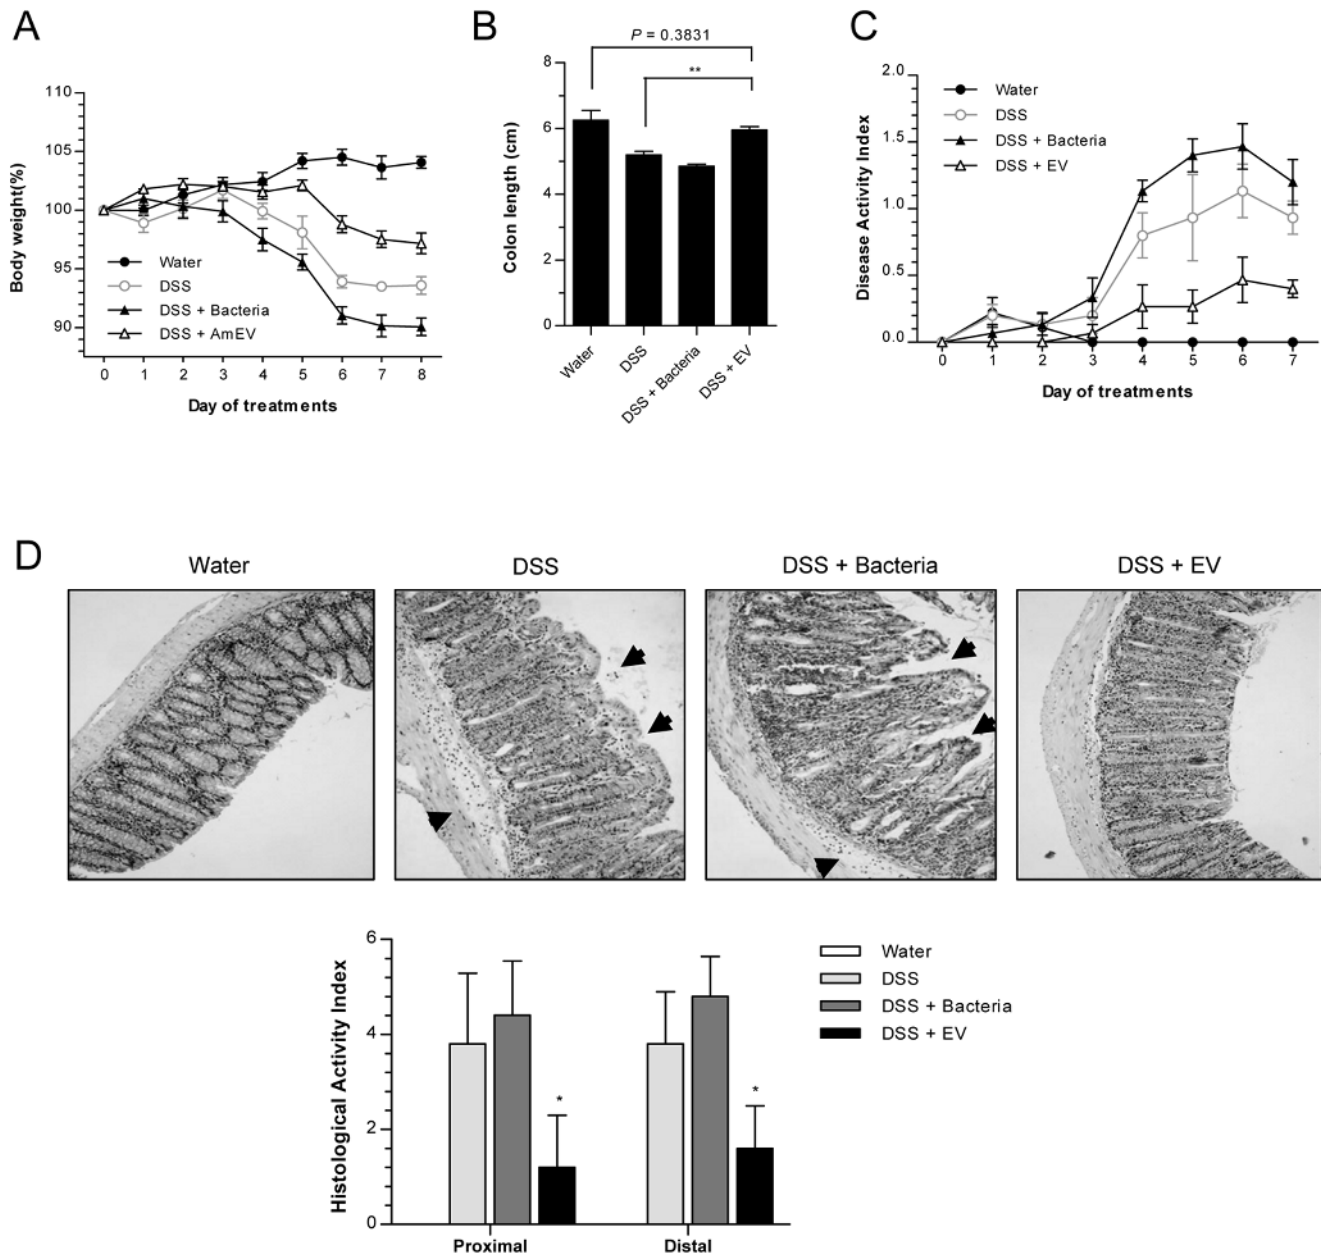 A
110
105
100
95
90
Body weight(%)
Water
DSS
DSS + Bacteria
DSS + AmEV
0 1 2 3 4 5 6 7 8
Day of treatments
B
P = 0.3831
**
8
6
4
2
0
Colon length (cm)
Water
DSS
DSS + Bacteria
DSS + EV
C
2.0
1.5
1.0
0.5
0.0
Disease Activity Index
Water
DSS
DSS + Bacteria
DSS + EV
0 1 2 3 4 5 6 7
Day of treatments
D
Water
DSS
DSS + Bacteria
DSS + EV
6
4
2
0
Histological Activity Index
*
*
Proximal
Distal
Water
DSS
DSS + Bacteria
DSS + EV